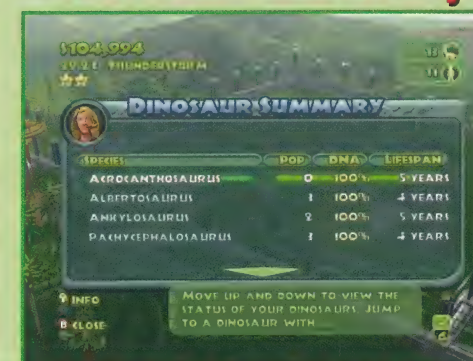 $104,994
29.2 C THUNDERSTORM
DINOSAUR SUMMARY
SPECIES POP DNA LIFESPAN
ACROCANTHOSAURUS 0 100% 5 YEARS
ALBERTOSAURUS 1 100% 4 YEARS
ANKYLOSAURUS 2 100% 5 YEARS
PACHYCEPHALOSAURUS 1 100% 4 YEARS
INFO
B CLOSE
MOVE UP AND DOWN TO VIEW THE
STATUS OF YOUR DINOSAURS. JUMP
TO A DINOSAUR WITH